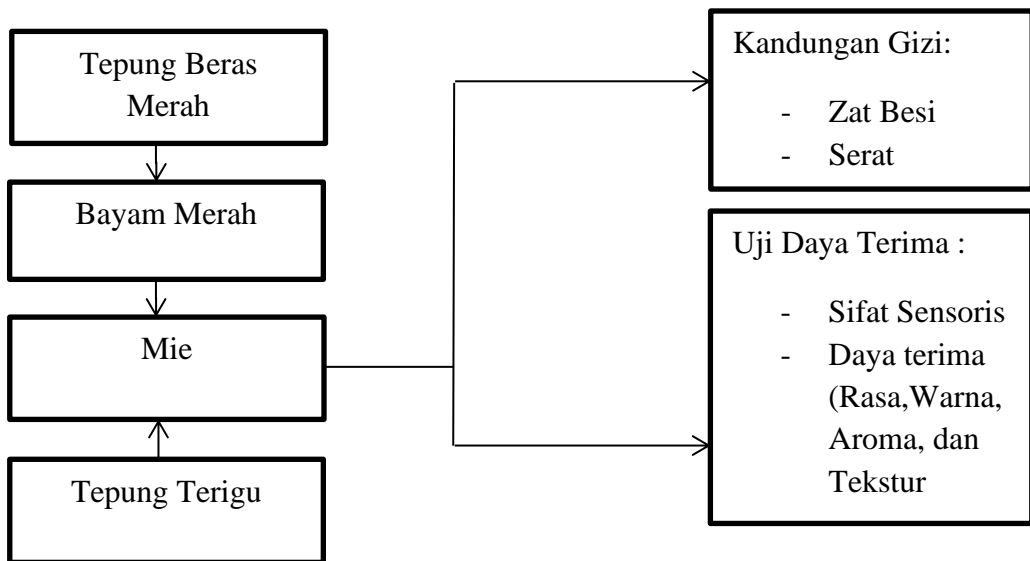 Tepung Beras
Merah
Bayam Merah
Mie
Tepung Terigu
Kandungan Gizi:
- Zat Besi
- Serat
Uji Daya Terima :
- Sifat Sensoris
- Daya terima
(Rasa,Warna,
Aroma, dan
Tekstur